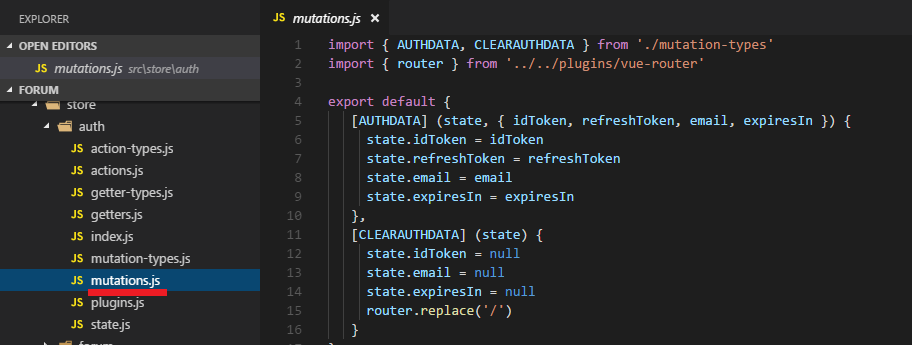 EXPLORER
OPEN EDITORS
JS mutations.js src\store\auth
FORUM
store
auth
JS action-types.js
JS actions.js
JS getter-types.js
JS getters.js
JS index.js
JS mutation-types.js
JS mutations.js
JS plugins.js
JS state.js
forum
JS mutations.js ×
1 import { AUTHDATA, CLEARAUTHDATA } from './mutation-types'
2 import { router } from '../../plugins/vue-router'
3
4 export default {
5 [AUTHDATA] (state, { idToken, refreshToken, email, expiresIn }) {
6 state.idToken = idToken
7 state.refreshToken = refreshToken
8 state.email = email
9 state.expiresIn = expiresIn
10 },
11 [CLEARAUTHDATA] (state) {
12 state.idToken = null
13 state.email = null
14 state.expiresIn = null
15 router.replace('/')
16 }